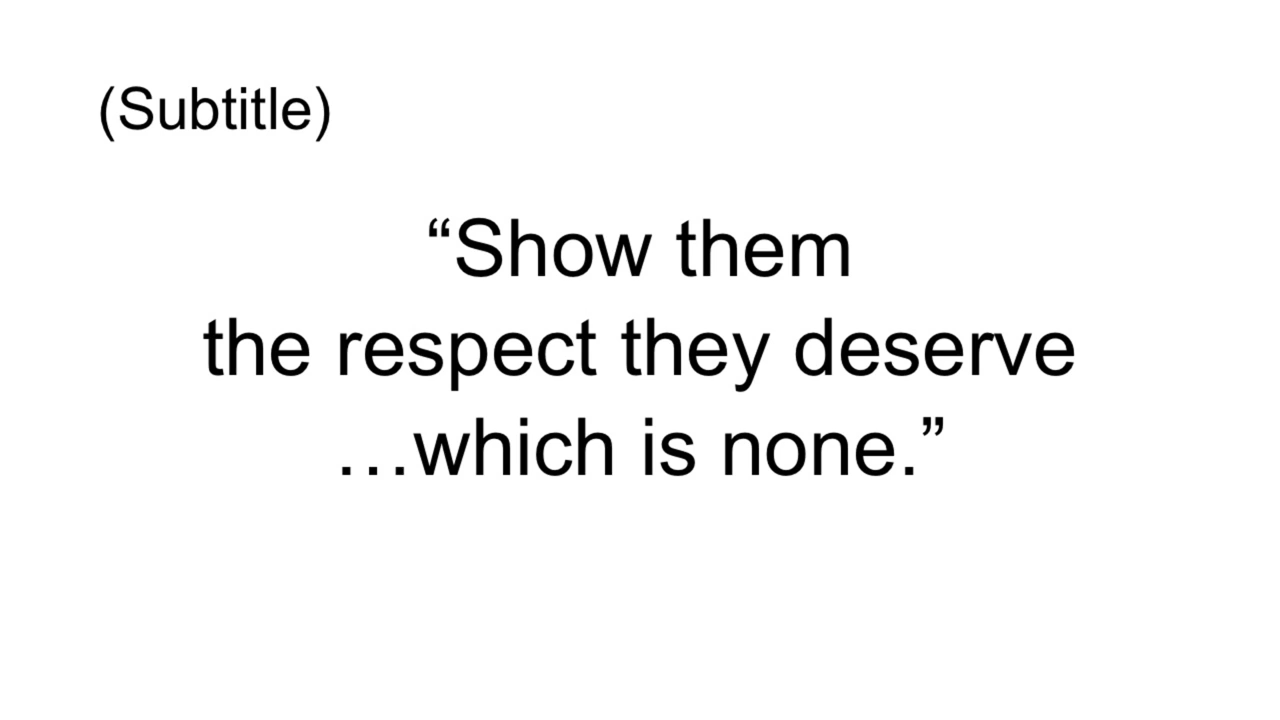 (Subtitle)
“Show them
the respect they deserve
…which is none.”